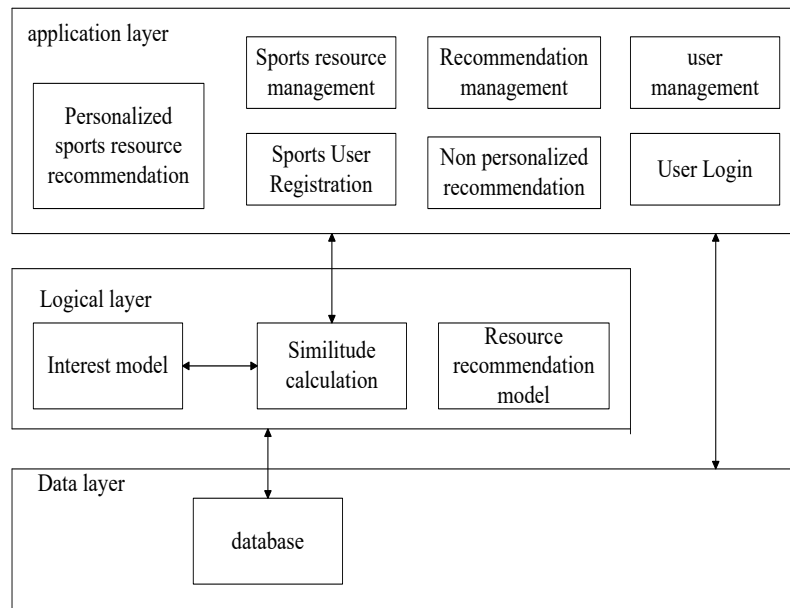 application layer
Personalized
sports resource
recommendation
Sports resource
management
Recommendation
management
user
management
Sports User
Registration
Non personalized
recommendation
User Login
Logical layer
Interest model
Similitude
calculation
Resource
recommendation
model
Data layer
database